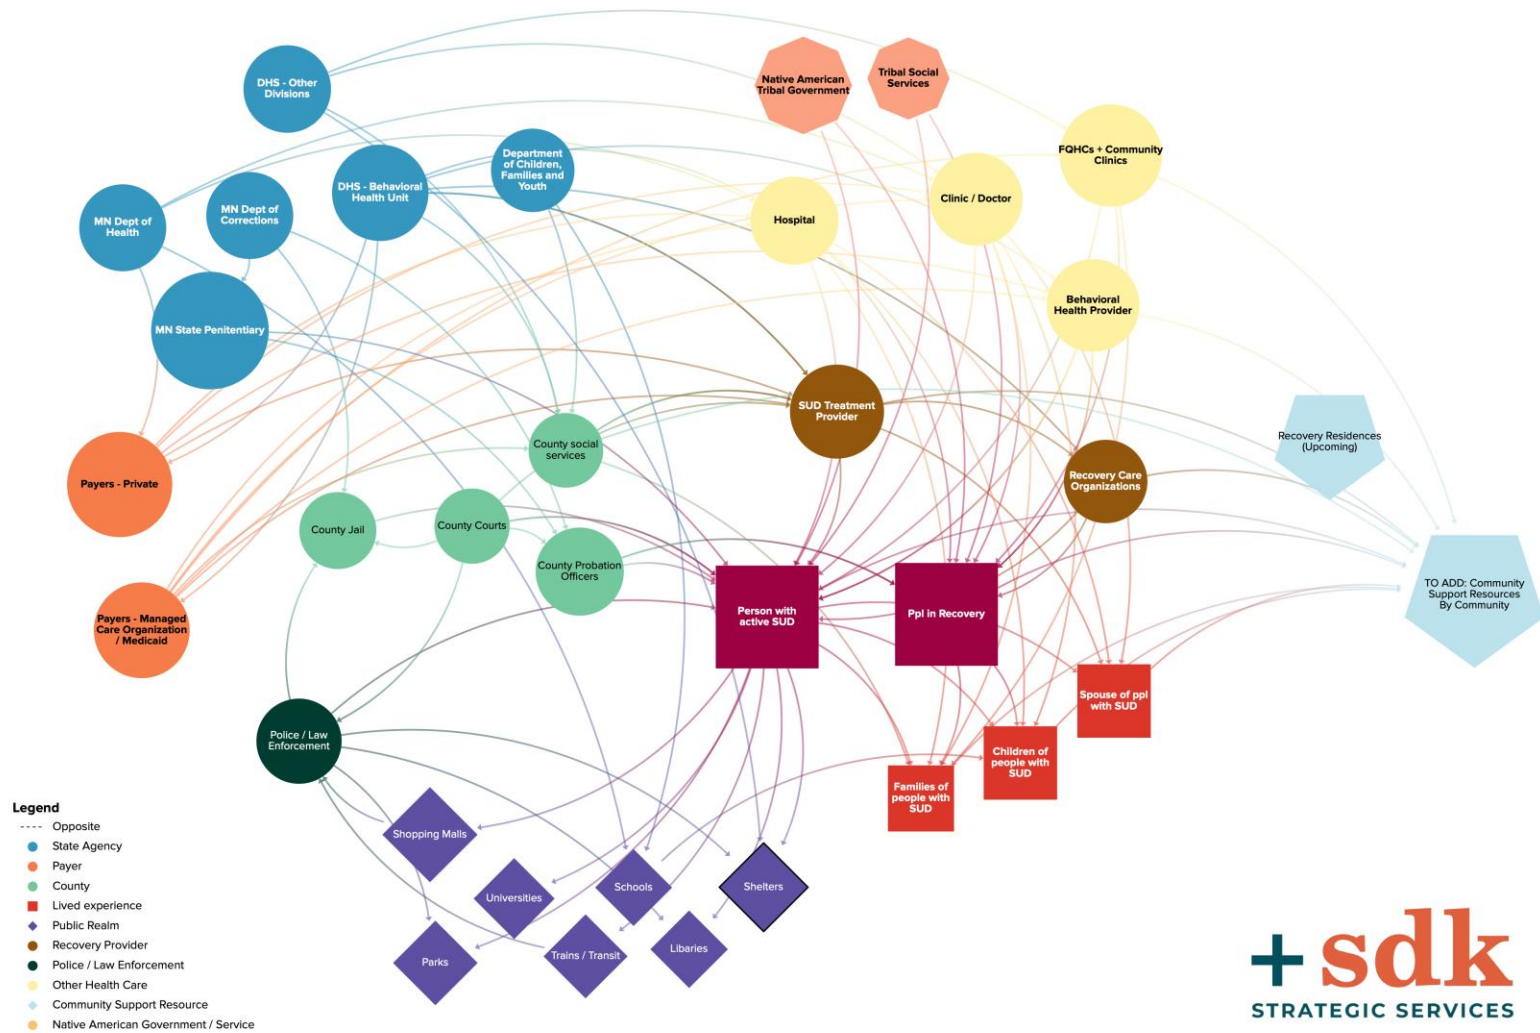 DHS - Other
Divisions
Native American
Tribal Government
Tribal Social
Services
Department
of Children,
Families and
Youth
FQHCs + Community
Clinics
DHS - Behavioral
Health Unit
MN Dept of
Health
MN Dept of
Corrections
Hospital
Clinic / Doctor
MN State Penitentiary
Behavioral
Health Provider
SUD Treatment
Provider
Recovery Residences
(Upcoming)
County social
services
Payers - Private
Recovery Care
Organizations
County Jail
County Courts
County Probation
Officers
TO ADD: Community
Support Resources
By Community
Person with
active SUD
Ppl in Recovery
Payers - Managed
Care Organization
/ Medicaid
Spouse of ppl
with SUD
Police / Law
Enforcement
Children of
people with
SUD
Families of
people with
SUD
Shopping Malls
Universities
Schools
Shelters
Parks
Trains / Transit
Libaries
Legend
Opposite
State Agency
Payer
County
Lived experience
Public Realm
Recovery Provider
Police / Law Enforcement
Other Health Care
Community Support Resource
Native American Government / Service
+sdk
STRATEGIC SERVICES